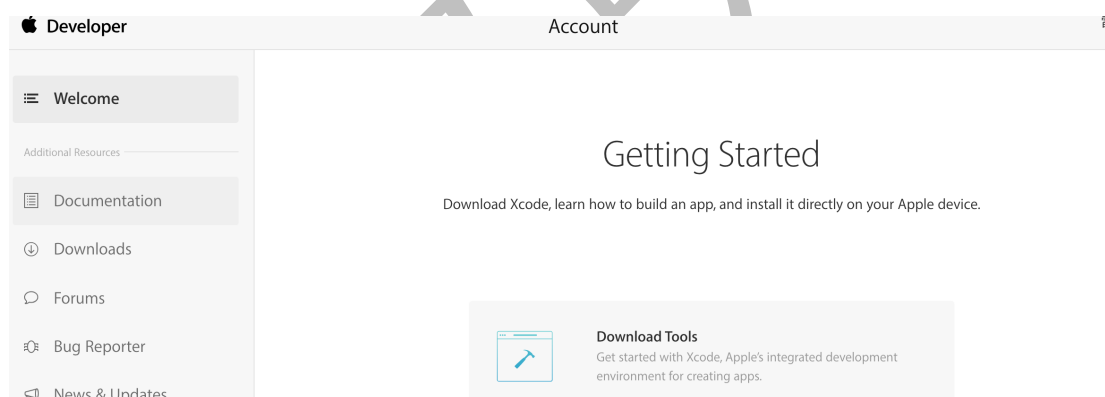 Developer
Account
Welcome
Additional Resources
Getting Started
Documentation
Download Xcode, learn how to build an app, and install it directly on your Apple device.
Downloads
Forums
Download Tools
Bug Reporter
Get started with Xcode, Apple's integrated development
environment for creating apps.
News & Updates